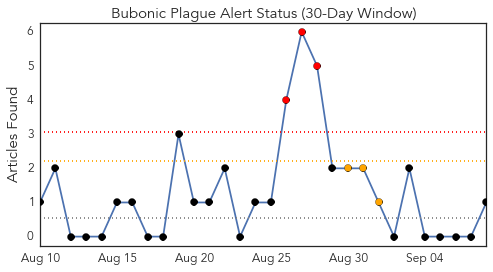 Bubonic Plague Alert Status (30-Day Window)
Articles Found
6
5
4
3
2
1
0
Aug 10 Aug 15 Aug 20 Aug 25 Aug 30 Sep 04